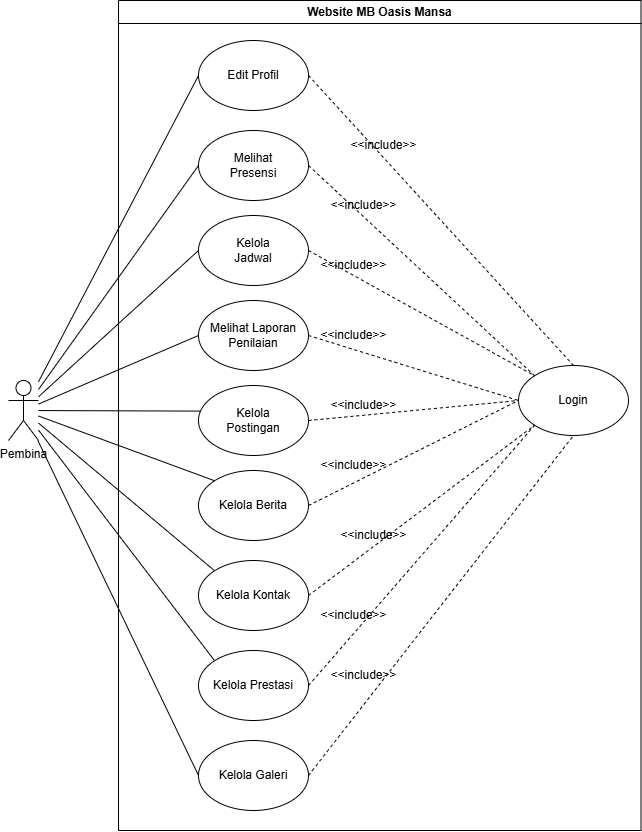 Website MB Oasis Mansa
Edit Profil
<<include>>
Melihat
Presensi
<<include>>
Kelola
Jadwal
<<include>>
Melihat Laporan
Penilaian
<<include>>
Login
Kelola
Postingan
<<include>>
Pembina
<<include>>
Kelola Berita
<<include>>
Kelola Kontak
<<include>>
Kelola Prestasi
<<include>>
Kelola Galeri